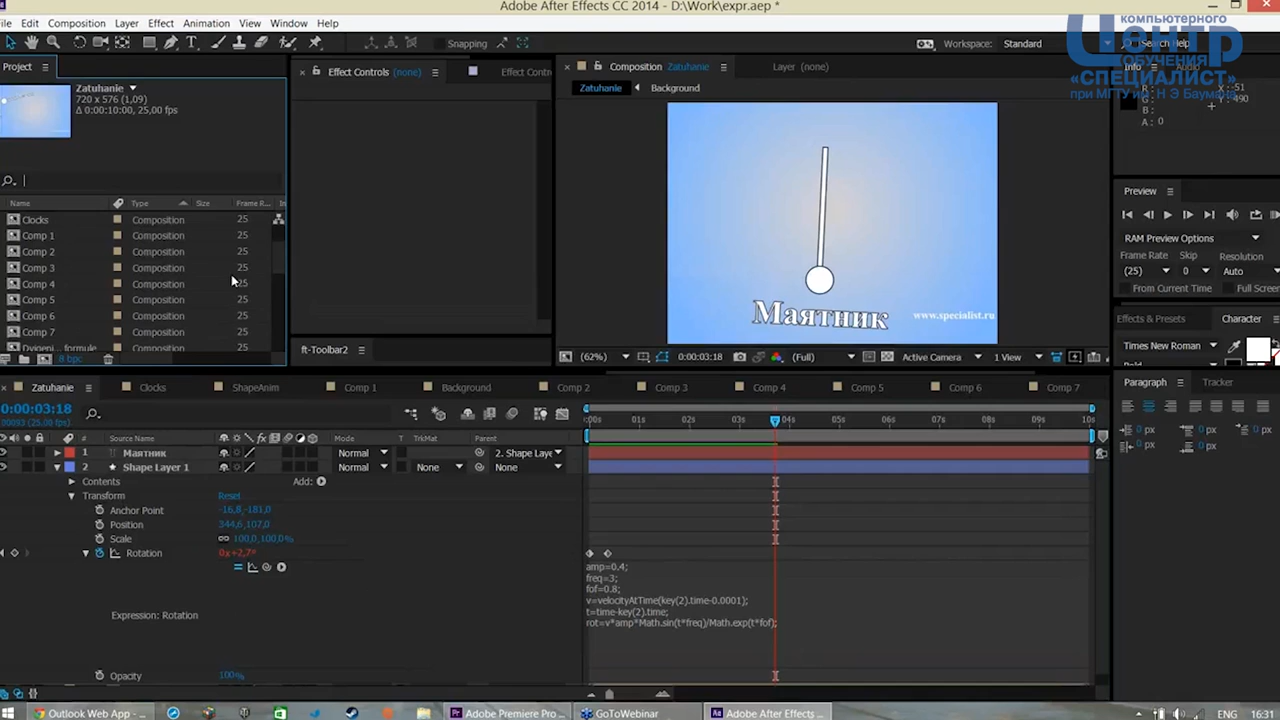 Adobe After Effects CC 2014 - D:\Work\expr.aep *
File Edit Composition Layer Effect Animation View Window Help
Snapping
Workspace: Standard
Search Help
компьютерного
Центр
обучения
«СПЕЦИАЛИСТ»
при МГТУ им. Н Э Баумана
Project
Effect Controls (none)
Effect Contro
Composition Zatuhanie
Layer (none)
Info
Audio
Zatuhanie
720 x 576 (1,09)
Δ 0:00:10:00, 25,00 fps
Zatuhanie Background
R :
G :
B :
A : 0
X : -51
Y : 490
Preview
RAM Preview Options
Frame Rate Skip Resolution
(25) 0 Auto
From Current Time Full Screen
Effects & Presets Character
Times New Roman
Name Type Size Frame R...
Clocks Composition 25
Comp 1 Composition 25
Comp 2 Composition 25
Comp 3 Composition 25
Comp 4 Composition 25
Comp 5 Composition 25
Comp 6 Composition 25
Comp 7 Composition 25
Dvigeni... formule Composition 25
8 bpc
Маятник
www.specialist.ru
ft-Toolbar2
(62%) 0:00:03:18 (Full) Active Camera 1 View
Zatuhanie Clocks ShapeAnim Comp 1 Background Comp 2 Comp 3 Comp 4 Comp 5 Comp 6 Comp 7
Paragraph Tracker
0 px 0 px 0 px
0 px 0 px
0:00:03:18
00093 (25.00 fps)
:00s 01s 02s 03s 04s 05s 06s 07s 08s 09s 10s
# Source Name Mode T TrkMat Parent
1 Маятник Normal 2. Shape Laye
2 Shape Layer 1 Normal None None
Contents Add:
Transform Reset
Anchor Point -16,8,-181,0
Position 344,6,107,0
Scale 100,0,100,0%
Rotation 0x+2,7°
Expression: Rotation
amp=0.4;
freq=3;
fof=0.8;
v=velocityAtTime(key(2).time-0.0001);
t=time-key(2).time;
rot=v*amp*Math.sin(t*freq)/Math.exp(t*fof);
Opacity 100%
Outlook Web App - ... Adobe Premiere Pro ... GoToWebinar Adobe After Effects ... ENG 16:31